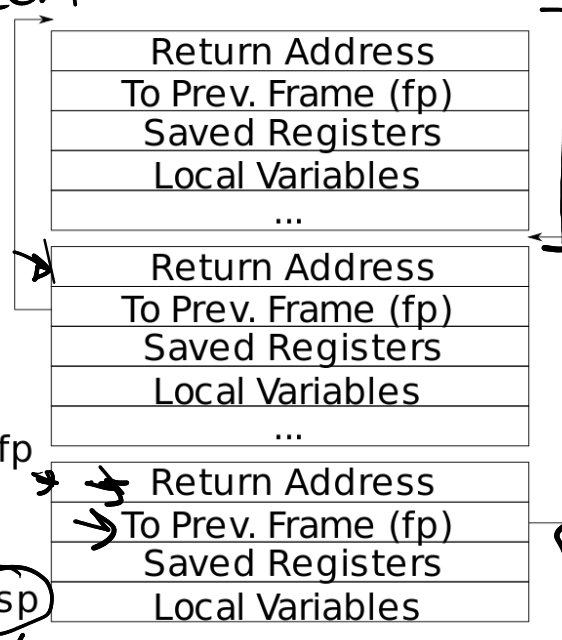 Return Address
To Prev. Frame (fp)
Saved Registers
Local Variables
...
Return Address
To Prev. Frame (fp)
Saved Registers
Local Variables
...
fp
Return Address
To Prev. Frame (fp)
Saved Registers
sp
Local Variables